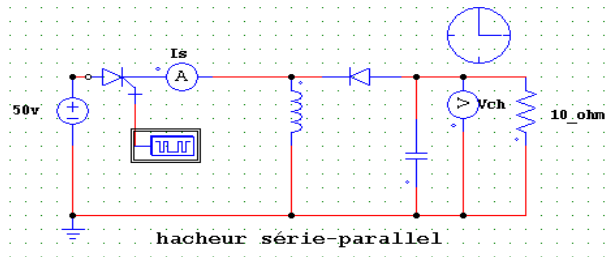 Is
A
50v
V
Vch
10_ohm
hacheur série-parallel